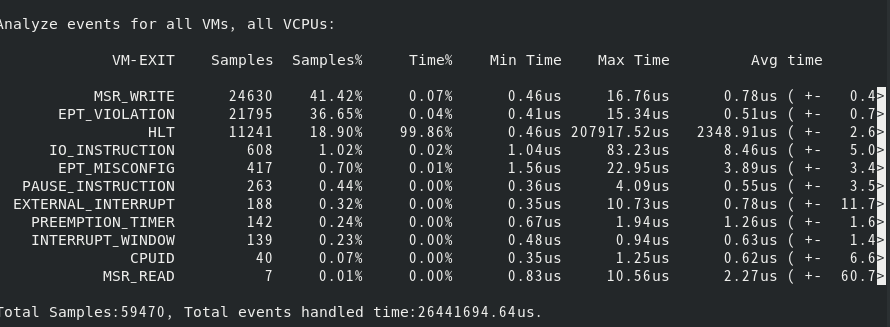 Analyze events for all VMs, all VCPUs:
VM-EXIT Samples Samples% Time% Min Time Max Time Avg time
MSR_WRITE 24630 41.42% 0.07% 0.46us 16.76us 0.78us ( +- 0.4>
EPT_VIOLATION 21795 36.65% 0.04% 0.41us 15.34us 0.51us ( +- 0.7>
HLT 11241 18.90% 99.86% 0.46us 207917.52us 2348.91us ( +- 2.6>
IO_INSTRUCTION 608 1.02% 0.02% 1.04us 83.23us 8.46us ( +- 5.0>
EPT_MISCONFIG 417 0.70% 0.01% 1.56us 22.95us 3.89us ( +- 3.4>
PAUSE_INSTRUCTION 263 0.44% 0.00% 0.36us 4.09us 0.55us ( +- 3.5>
EXTERNAL_INTERRUPT 188 0.32% 0.00% 0.35us 10.73us 0.78us ( +- 11.7>
PREEMPTION_TIMER 142 0.24% 0.00% 0.67us 1.94us 1.26us ( +- 1.6>
INTERRUPT_WINDOW 139 0.23% 0.00% 0.48us 0.94us 0.63us ( +- 1.4>
CPUID 40 0.07% 0.00% 0.35us 1.25us 0.62us ( +- 6.6>
MSR_READ 7 0.01% 0.00% 0.83us 10.56us 2.27us ( +- 60.7>
Total Samples:59470, Total events handled time:26441694.64us.